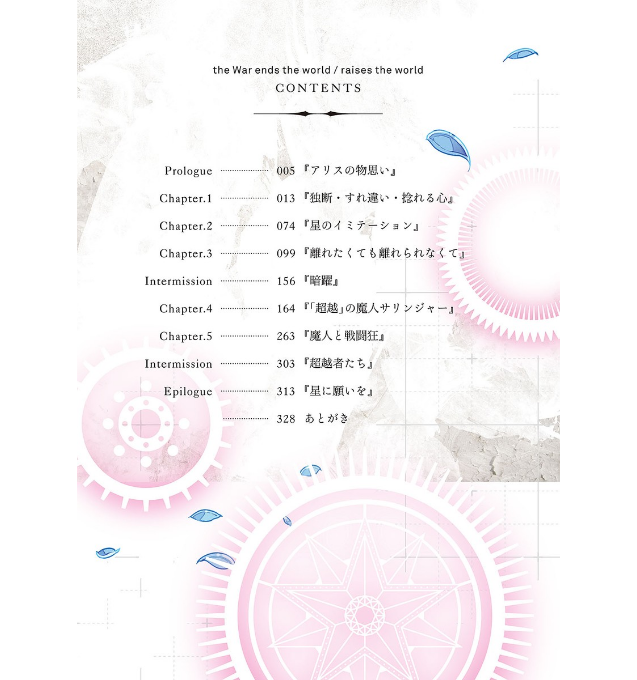 the War ends the world / raises the world
CONTENTS
Prologue ………… 005 『アリスの物思い』
Chapter.1 ………… 013 『独断・すれ違い・捻れる心』
Chapter.2 ………… 074 『星のイミテーション』
Chapter.3 ………… 099 『離れたくても離れられなくて』
Intermission ………… 156 『暗躍』
Chapter.4 ………… 164 『「超越」の魔人サリンジャー』
Chapter.5 ………… 263 『魔人と戦闘狂』
Intermission ………… 303 『超越者たち』
Epilogue ………… 313 『星に願いを』
………… 328 あとがき